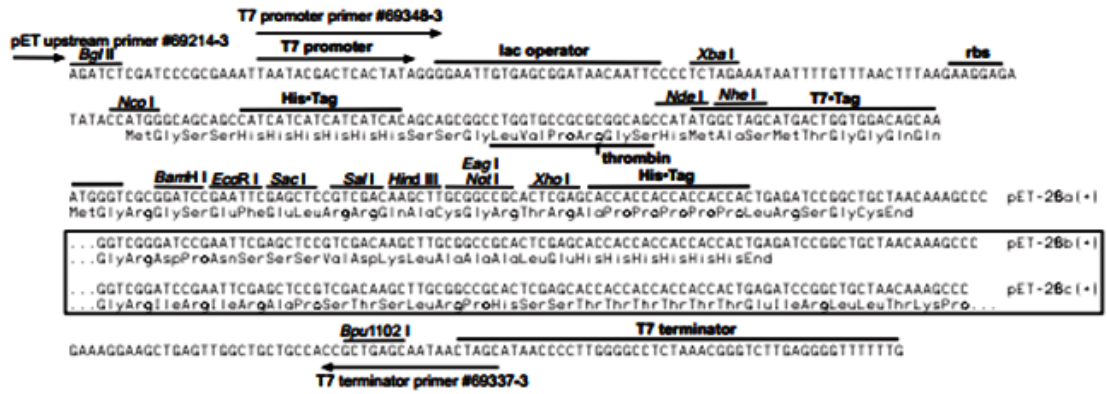 T7 promoter primer #69348-3
pET upstream primer #69214-3
Bgl II T7 promoter lac operator Xba I rbs
AGATCTCGATCCCGCGAAATTAATACGACTCACTATAGGGGAATTGTGAGCGGATAACAATTCCCCTCTAGAAATAATTTTGTTTAACTTTAAGAAGGAGA
Nco I His•Tag Nde I Nhe I T7•Tag
TATACCATGGGCAGCAGCCATCATCATCATCATCACAGCAGCGGCCTGGTGCCGCGCGGCAGCCATATGGCTAGCATGACTGGTGGACAGCAA
MetGlySerSerHisHisHisHisHisHisSerSerGlyLeuValProArgGlySerHisMetAlaSerMetThrGlyGlyGlnGln
thrombin
BamH I EcoR I Sac I Sal I Hind III Eag I Not I Xho I His•Tag
ATGGGTCGCGGATCCGAATTCGAGCTCCGTCGACAAGCTTGCGGCCGCACTCGAGCACCACCACCACCACCACTGAGATCCGGCTGCTAACAAAGCCC pET-28a(+)
MetGlyArgGlySerGluPheGluLeuArgArgGlnAlaCysGlyArgThrArgAlaProProProProProLeuArgSerGlyCysEnd
...GGTCGGGATCCGAATTCGAGCTCCGTCGACAAGCTTGCGGCCGCACTCGAGCACCACCACCACCACCACTGAGATCCGGCTGCTAACAAAGCCC pET-28b(+)
...GlyArgAspProAsnSerSerSerValAspLysLeuAlaAlaAlaLeuGluHisHisHisHisHisHisEnd
...GGTCGGATCCGAATTCGAGCTCCGTCGACAAGCTTGCGGCCGCACTCGAGCACCACCACCACCACCACTGAGATCCGGCTGCTAACAAAGCCC pET-28c(+)
...GlyArgIleArgIleArgAlaProSerThrSerLeuArgProHisSerSerThrThrThrThrThrThrGluIleArgLeuLeuThrLysPro...
Bpu1102 I T7 terminator
GAAAGGAAGCTGAGTTGGCTGCTGCCACCGCTGAGCAATAACTAGCATAACCCCTTGGGGCCTCTAAACGGGTCTTGAGGGGTTTTTTG
T7 terminator primer #69337-3